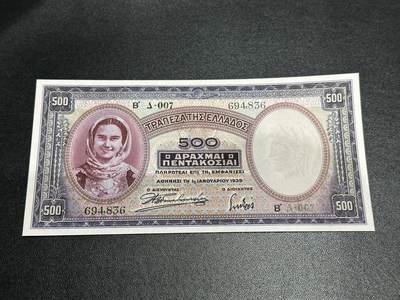 500
500
Β' Δ-007
694836
ΤΡΑΠΕΖΑ ΤΗΣ ΕΛΛΑΔΟΣ
500
ΔΡΑΧΜΑΙ
ΠΕΝΤΑΚΟΣΙΑΙ
ΠΛΗΡΩΤΕΑΙ ΕΠΙ ΤΗ ΕΜΦΑΝΙΣΕΙ
ΑΘΗΝΗΣΙ ΤΗ 1 ΙΑΝΟΥΑΡΙΟΥ 1939
Ο ΔΙΕΥΘΥΝΤΗΣ Ο ΔΙΟΙΚΗΤΗΣ
694836
Β' Δ-007
500
500